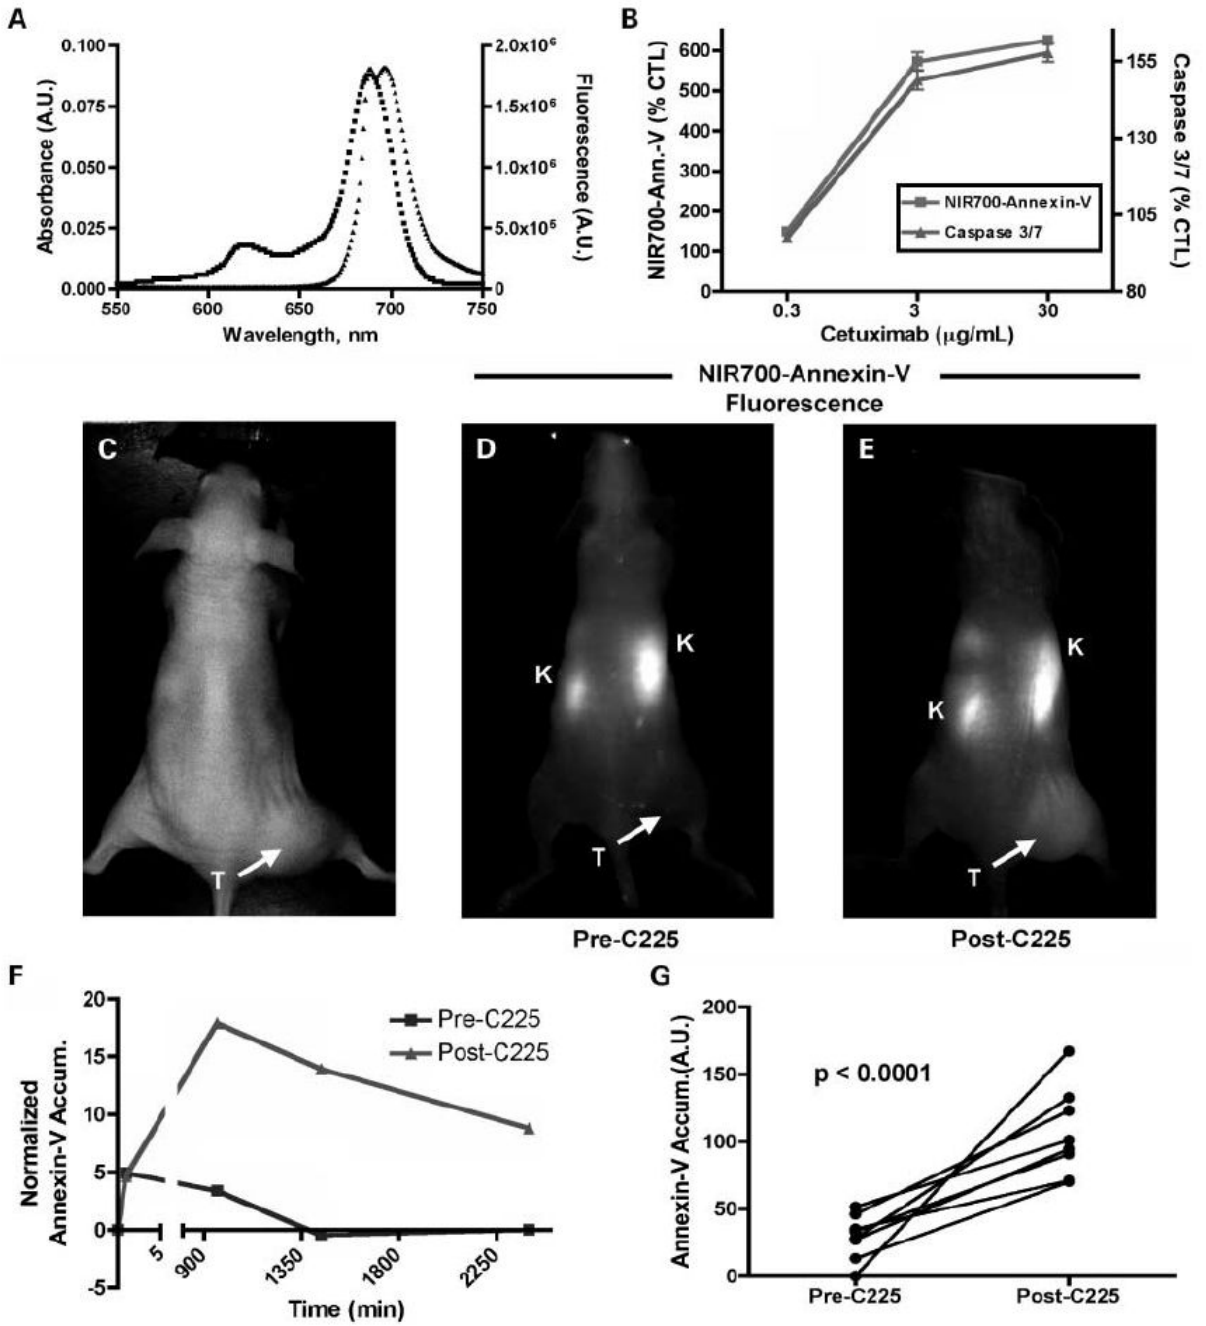 A
0.100
0.075
0.050
0.025
0.000
Absorbance (A.U.)
2.0x10⁶
1.5x10⁶
1.0x10⁶
5.0x10⁵
0
Fluorescence (A.U.)
550 600 650 700 750
Wavelength, nm
B
600
500
400
300
200
100
0
NIR700-Ann.-V (% CTL)
155
130
105
80
Caspase 3/7 (% CTL)
NIR700-Annexin-V
Caspase 3/7
0.3 3 30
Cetuximab (µg/mL)
NIR700-Annexin-V
Fluorescence
C
T
D
K
K
T
Pre-C225
E
K
K
T
Post-C225
F
20
15
10
5
0
-5
Normalized
Annexin-V Accum.
Pre-C225
Post-C225
5 900 1350 1800 2250
Time (min)
G
200
150
100
50
0
Annexin-V Accum.(A.U.)
p < 0.0001
Pre-C225 Post-C225